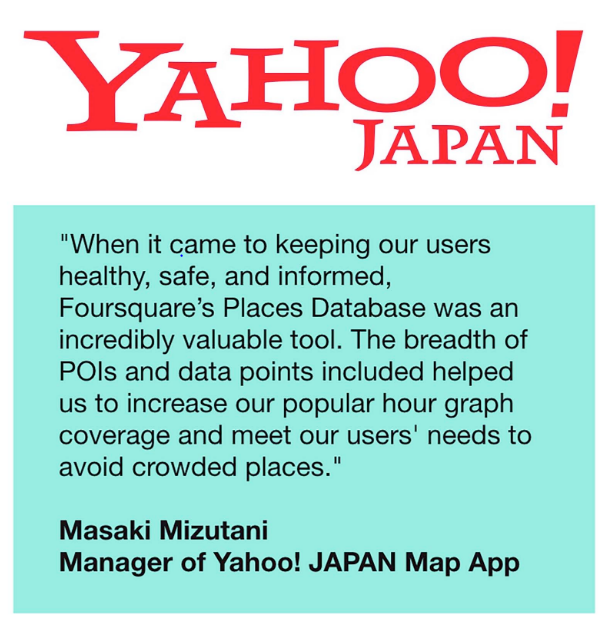 YAHOO!
JAPAN
"When it came to keeping our users
healthy, safe, and informed,
Foursquare’s Places Database was an
incredibly valuable tool. The breadth of
POIs and data points included helped
us to increase our popular hour graph
coverage and meet our users' needs to
avoid crowded places."
Masaki Mizutani
Manager of Yahoo! JAPAN Map App